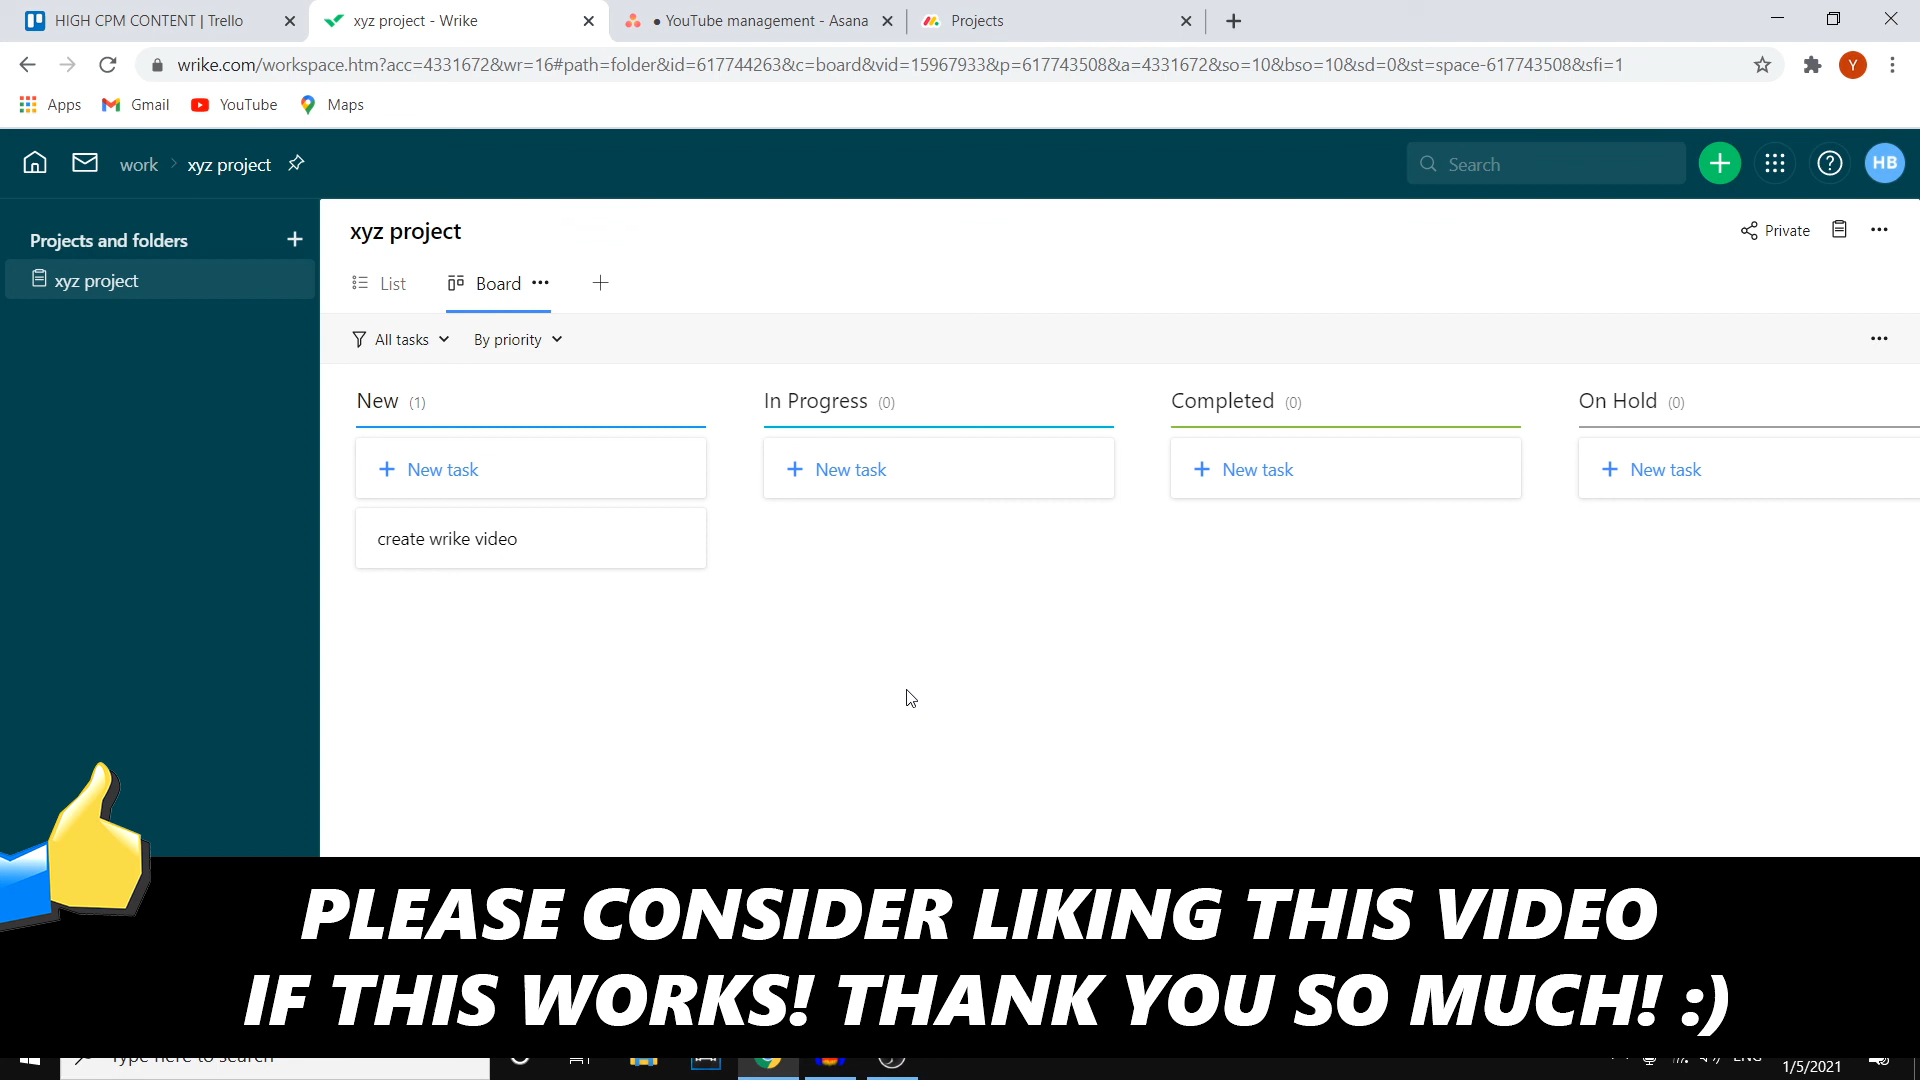 HIGH CPM CONTENT | Trello
xyz project - Wrike
● YouTube management - Asana
Projects
wrike.com/workspace.htm?acc=4331672&wr=16#path=folder&id=617744263&c=board&vid=15967933&p=617743508&a=4331672&so=10&bso=10&sd=0&st=space-617743508&sfi=1
Y
Apps
Gmail
YouTube
Maps
work > xyz project
Search
HB
Projects and folders
xyz project
xyz project
Private
List
Board
All tasks
By priority
New (1)
In Progress (0)
Completed (0)
On Hold (0)
+ New task
+ New task
+ New task
+ New task
create wrike video
PLEASE CONSIDER LIKING THIS VIDEO
IF THIS WORKS! THANK YOU SO MUCH! :)
Type here to search
ENG
1/5/2021